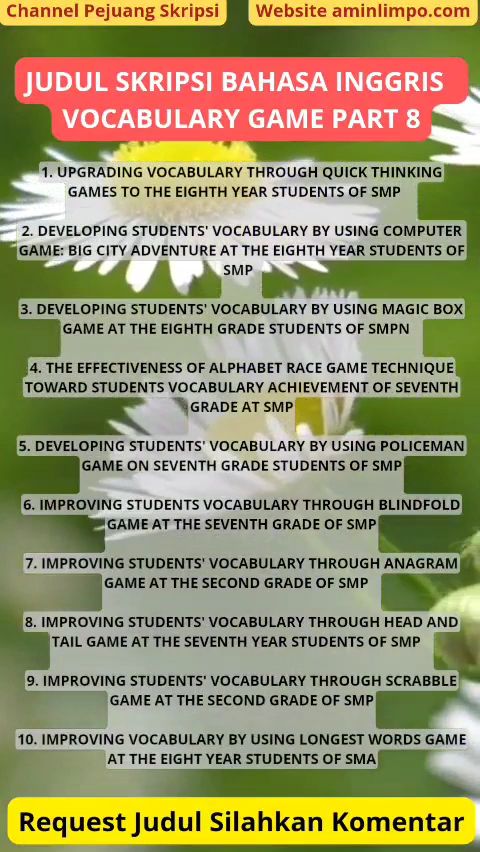 Channel Pejuang Skripsi
Website aminlimpo.com
JUDUL SKRIPSI BAHASA INGGRIS
VOCABULARY GAME PART 8
1. UPGRADING VOCABULARY THROUGH QUICK THINKING
GAMES TO THE EIGHTH YEAR STUDENTS OF SMP
2. DEVELOPING STUDENTS' VOCABULARY BY USING COMPUTER
GAME: BIG CITY ADVENTURE AT THE EIGHTH YEAR STUDENTS OF
SMP
3. DEVELOPING STUDENTS' VOCABULARY BY USING MAGIC BOX
GAME AT THE EIGHTH GRADE STUDENTS OF SMPN
4. THE EFFECTIVENESS OF ALPHABET RACE GAME TECHNIQUE
TOWARD STUDENTS VOCABULARY ACHIEVEMENT OF SEVENTH
GRADE AT SMP
5. DEVELOPING STUDENTS' VOCABULARY BY USING POLICEMAN
GAME ON SEVENTH GRADE STUDENTS OF SMP
6. IMPROVING STUDENTS VOCABULARY THROUGH BLINDFOLD
GAME AT THE SEVENTH GRADE OF SMP
7. IMPROVING STUDENTS' VOCABULARY THROUGH ANAGRAM
GAME AT THE SECOND GRADE OF SMP
8. IMPROVING STUDENTS' VOCABULARY THROUGH HEAD AND
TAIL GAME AT THE SEVENTH YEAR STUDENTS OF SMP
9. IMPROVING STUDENTS' VOCABULARY THROUGH SCRABBLE
GAME AT THE SECOND GRADE OF SMP
10. IMPROVING VOCABULARY BY USING LONGEST WORDS GAME
AT THE EIGHT YEAR STUDENTS OF SMA
Request Judul Silahkan Komentar